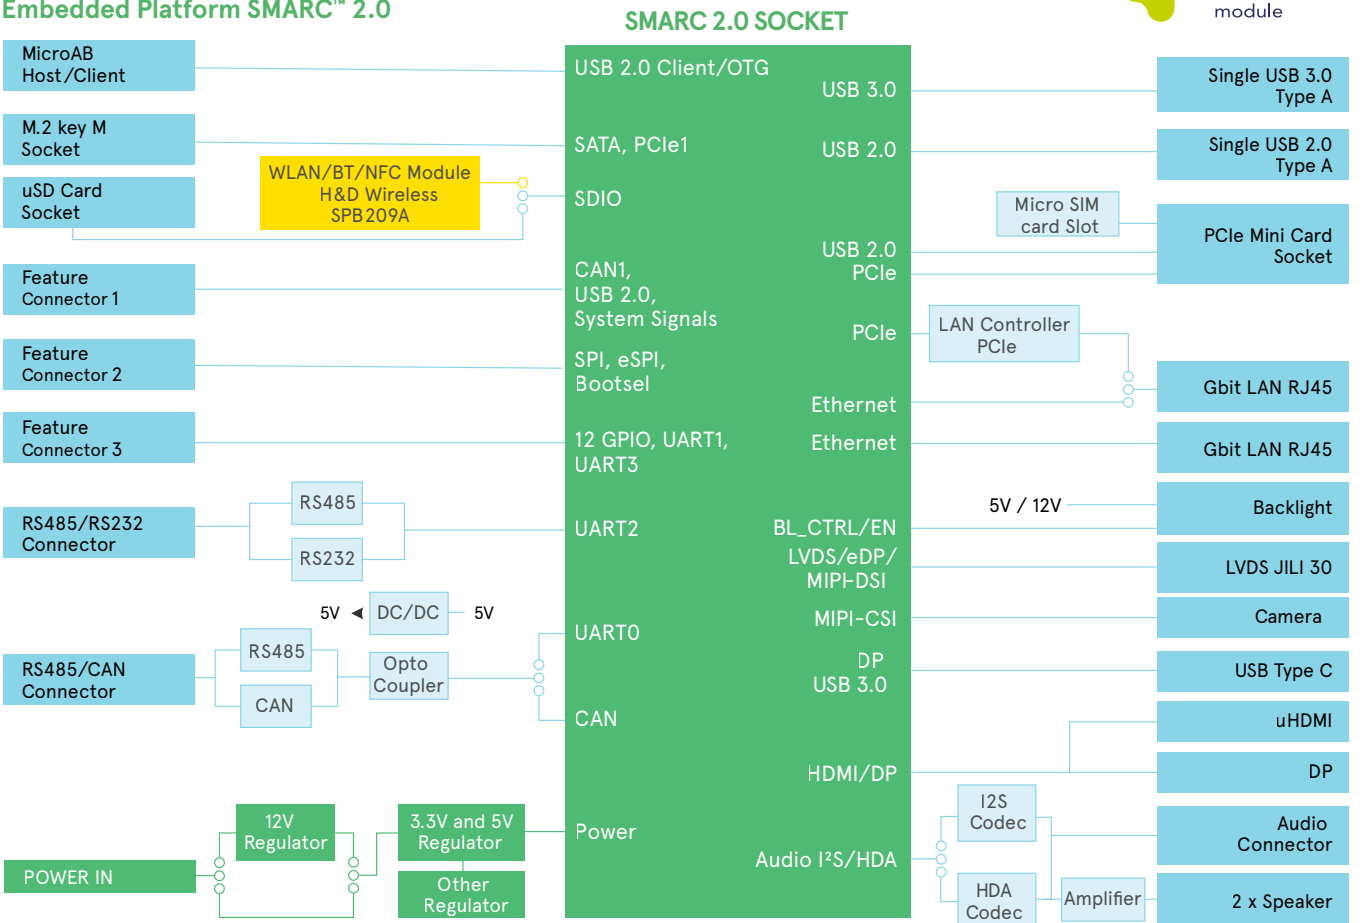 Embedded Platform SMARC™ 2.0
SMARC 2.0 SOCKET
module
MicroAB
Host/Client
M.2 key M
Socket
uSD Card
Socket
WLAN/BT/NFC Module
H&D Wireless
SPB209A
Feature
Connector 1
Feature
Connector 2
Feature
Connector 3
RS485/RS232
Connector
RS485
RS232
5V
DC/DC
5V
RS485/CAN
Connector
RS485
CAN
Opto
Coupler
POWER IN
12V
Regulator
3.3V and 5V
Regulator
Other
Regulator
USB 2.0 Client/OTG
SATA, PCIe1
SDIO
CAN1,
USB 2.0,
System Signals
SPI, eSPI,
Bootsel
12 GPIO, UART1,
UART3
UART2
UART0
CAN
Power
USB 3.0
USB 2.0
USB 2.0
PCIe
PCIe
Ethernet
Ethernet
BL_CTRL/EN
LVDS/eDP/
MIPI-DSI
MIPI-CSI
DP
USB 3.0
HDMI/DP
Audio I²S/HDA
Micro SIM
card Slot
LAN Controller
PCIe
5V / 12V
I2S
Codec
HDA
Codec
Amplifier
Single USB 3.0
Type A
Single USB 2.0
Type A
PCIe Mini Card
Socket
Gbit LAN RJ45
Gbit LAN RJ45
Backlight
LVDS JILI 30
Camera
USB Type C
uHDMI
DP
Audio
Connector
2 x Speaker